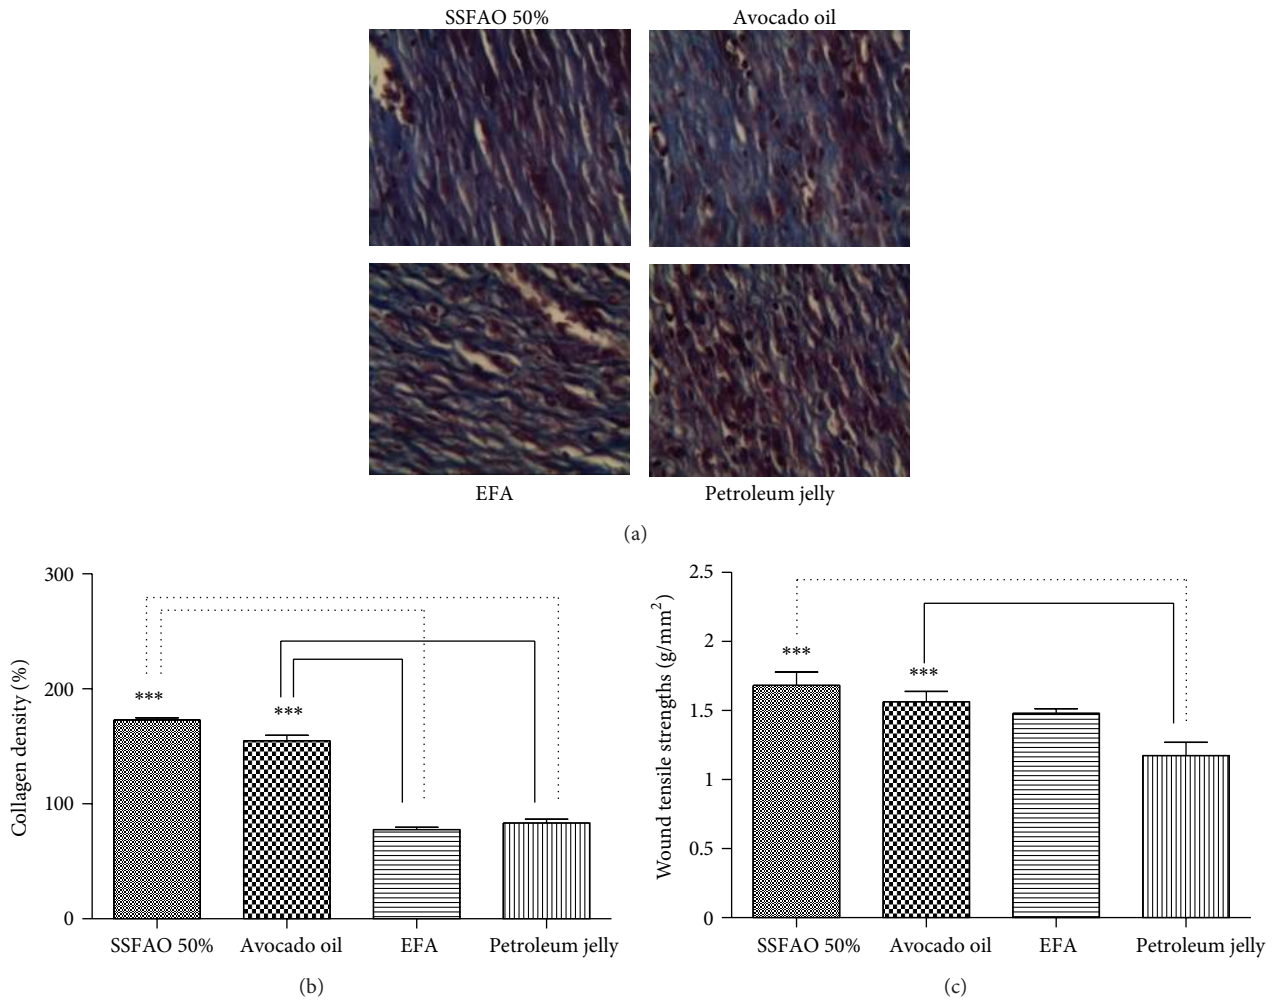 SSFAO 50%
Avocado oil
EFA
Petroleum jelly
(a)
300
200
100
0
Collagen density (%)
***
***
SSFAO 50%
Avocado oil
EFA
Petroleum jelly
(b)
2.5
2
1.5
1
0.5
0
Wound tensile strengths (g/mm²)
***
***
SSFAO 50%
Avocado oil
EFA
Petroleum jelly
(c)